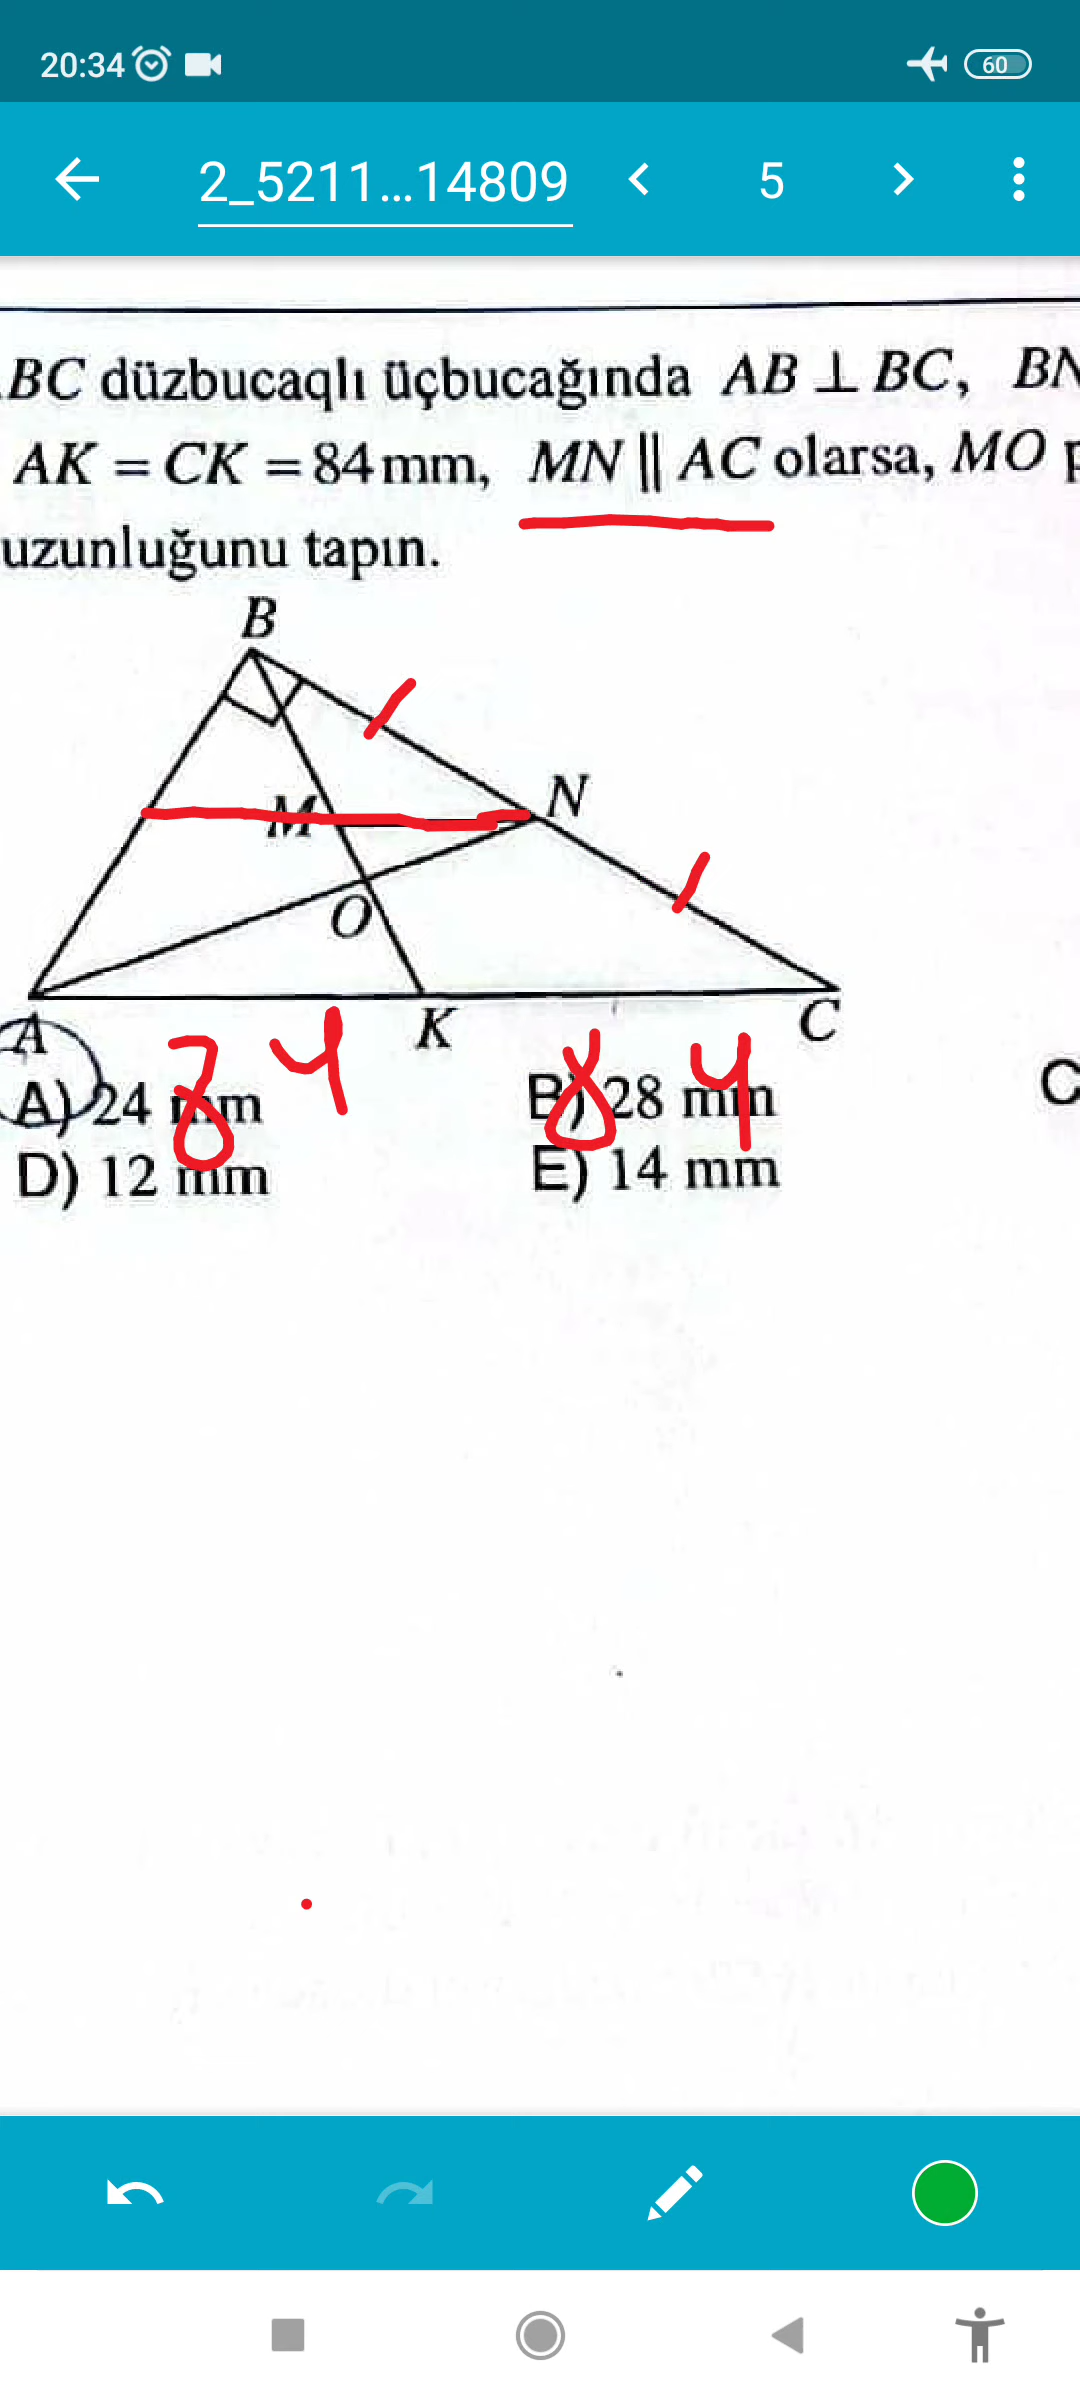 20:34 60
2_5211...14809 < 5 >
BC düzbucaqlı üçbucağında AB ⊥ BC, BN
AK = CK = 84 mm, MN || AC olarsa, MO
uzunluğunu tapın.
B
N
M
O
A K C
84 84
A) 24 mm B) 28 mm C
D) 12 mm E) 14 mm